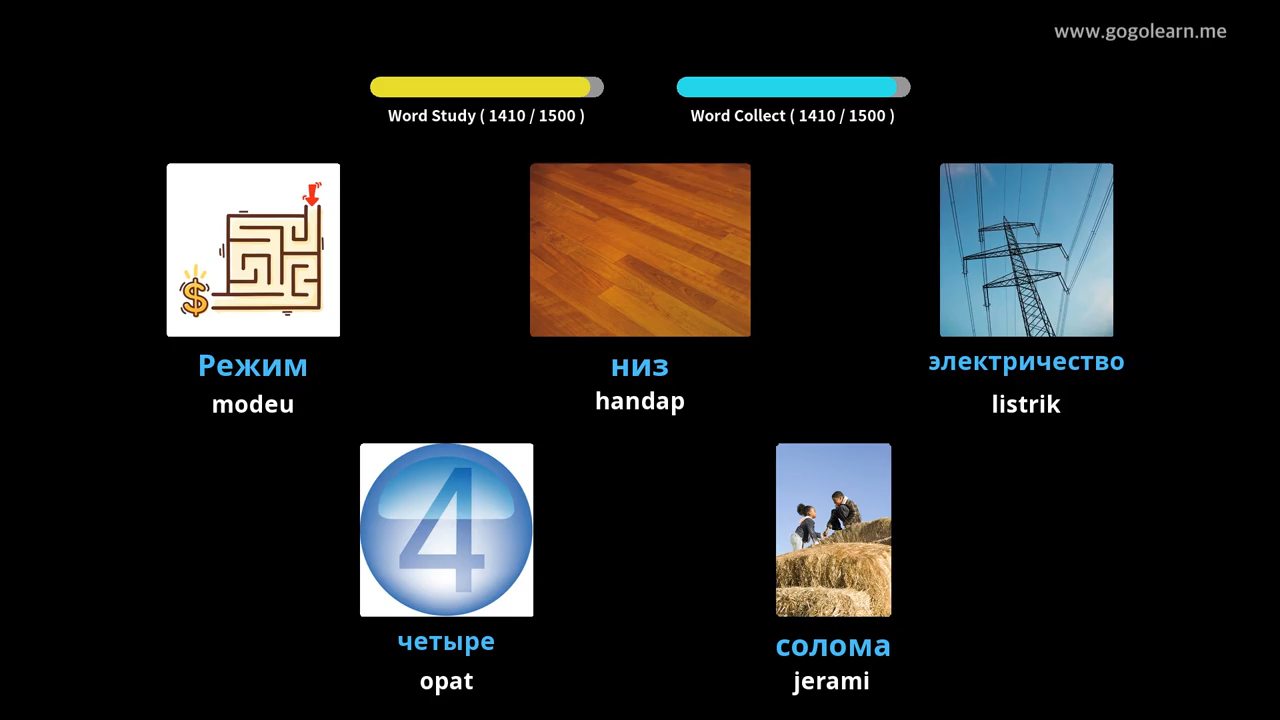 www.gogolearn.me
Word Study ( 1410 / 1500 )
Word Collect ( 1410 / 1500 )
Режим
modeu
низ
handap
электричество
listrik
4
четыре
opat
солома
jerami